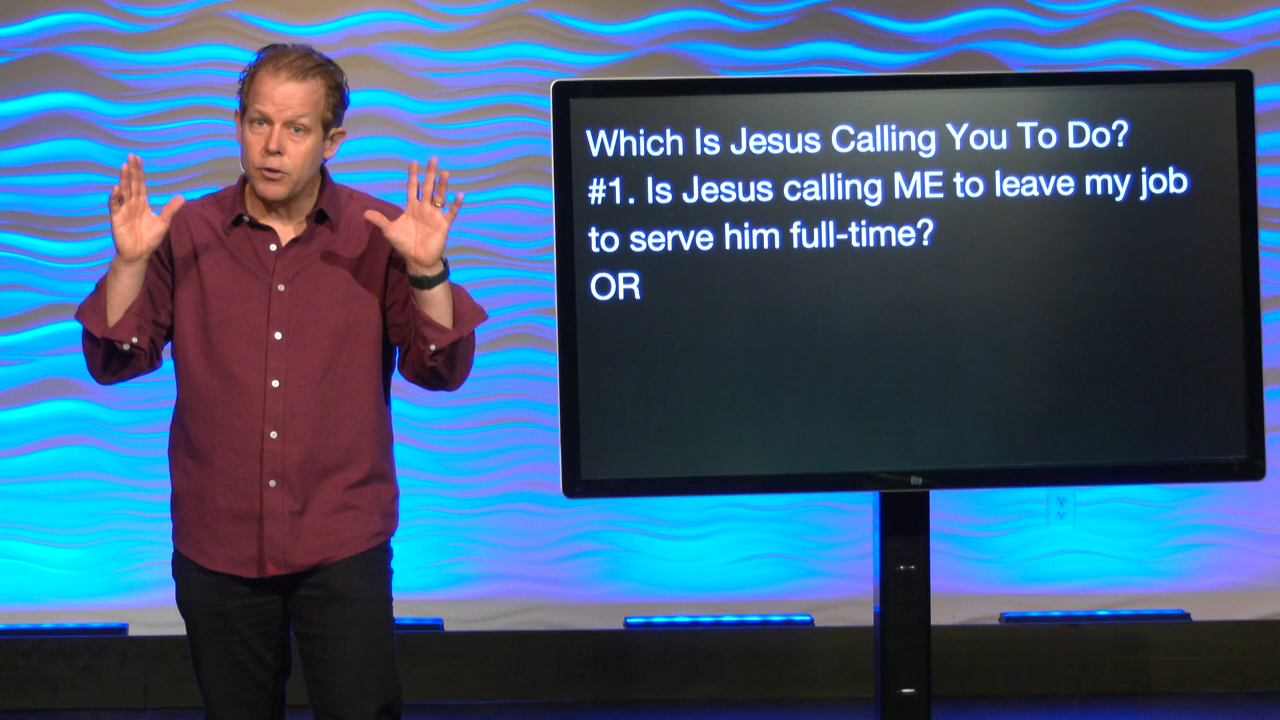 Which Is Jesus Calling You To Do?
#1. Is Jesus calling ME to leave my job
to serve him full-time?
OR
Elo